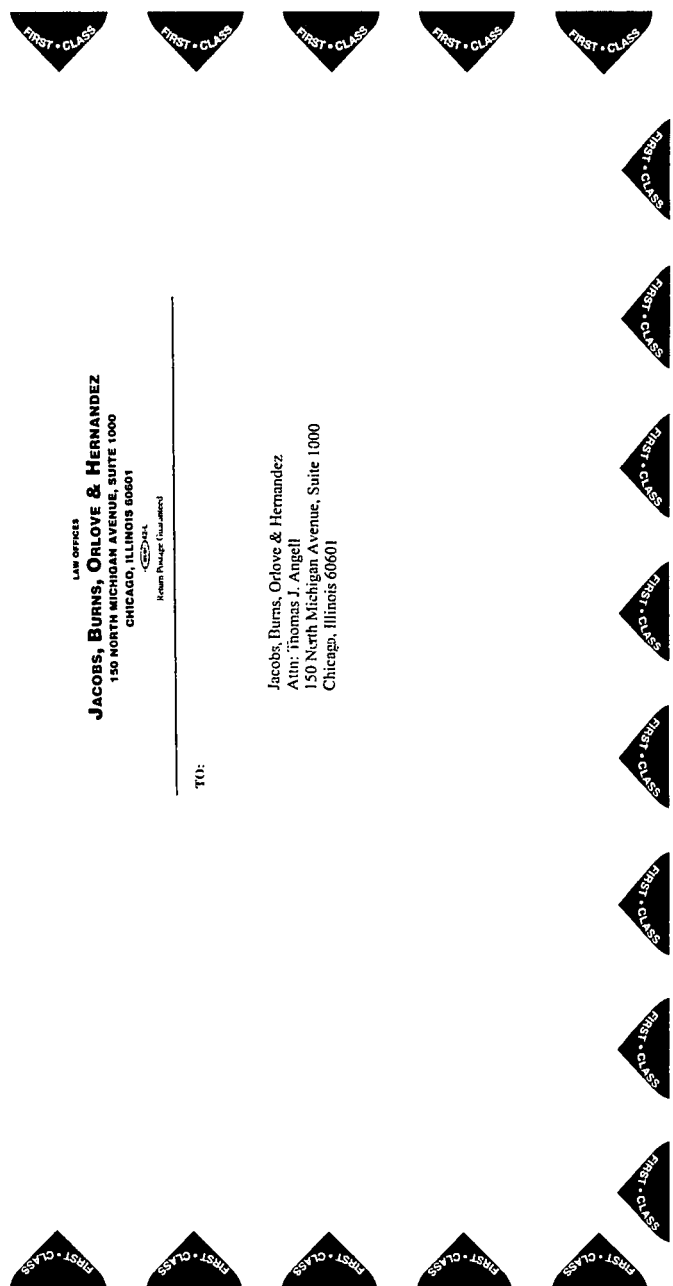 FIRST • CLASS
FIRST • CLASS
FIRST • CLASS
FIRST • CLASS
FIRST • CLASS
LAW OFFICES
JACOBS, BURNS, ORLOVE & HERNANDEZ
150 NORTH MICHIGAN AVENUE, SUITE 1000
CHICAGO, ILLINOIS 60601
Return Postage Guaranteed
TO:
Jacobs, Burns, Orlove & Hernandez
Attn: Thomas J. Angell
150 North Michigan Avenue, Suite 1000
Chicago, Illinois 60601
FIRST • CLASS
FIRST • CLASS
FIRST • CLASS
FIRST • CLASS
FIRST • CLASS
FIRST • CLASS
FIRST • CLASS
FIRST • CLASS
FIRST • CLASS
FIRST • CLASS
FIRST • CLASS
FIRST • CLASS
FIRST • CLASS